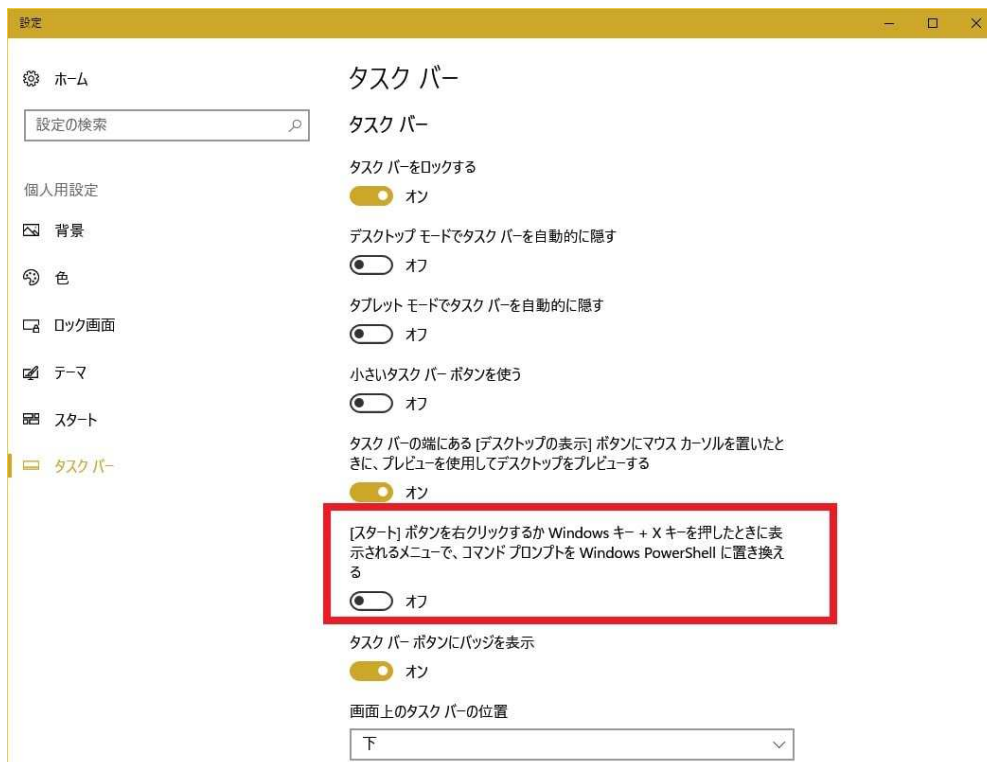 設定
ホーム
設定の検索
個人用設定
背景
色
ロック画面
テーマ
スタート
タスク バー
タスク バー
タスク バー
タスク バーをロックする
オン
デスクトップ モードでタスク バーを自動的に隠す
オフ
タブレット モードでタスク バーを自動的に隠す
オフ
小さいタスク バー ボタンを使う
オフ
タスク バーの端にある [デスクトップの表示] ボタンにマウス カーソルを置いたと
きに、プレビューを使用してデスクトップをプレビューする
オン
[スタート] ボタンを右クリックするか Windows キー + X キーを押したときに表
示されるメニューで、コマンド プロンプトを Windows PowerShell に置き換え
る
オフ
タスク バー ボタンにバッジを表示
オン
画面上のタスク バーの位置
下